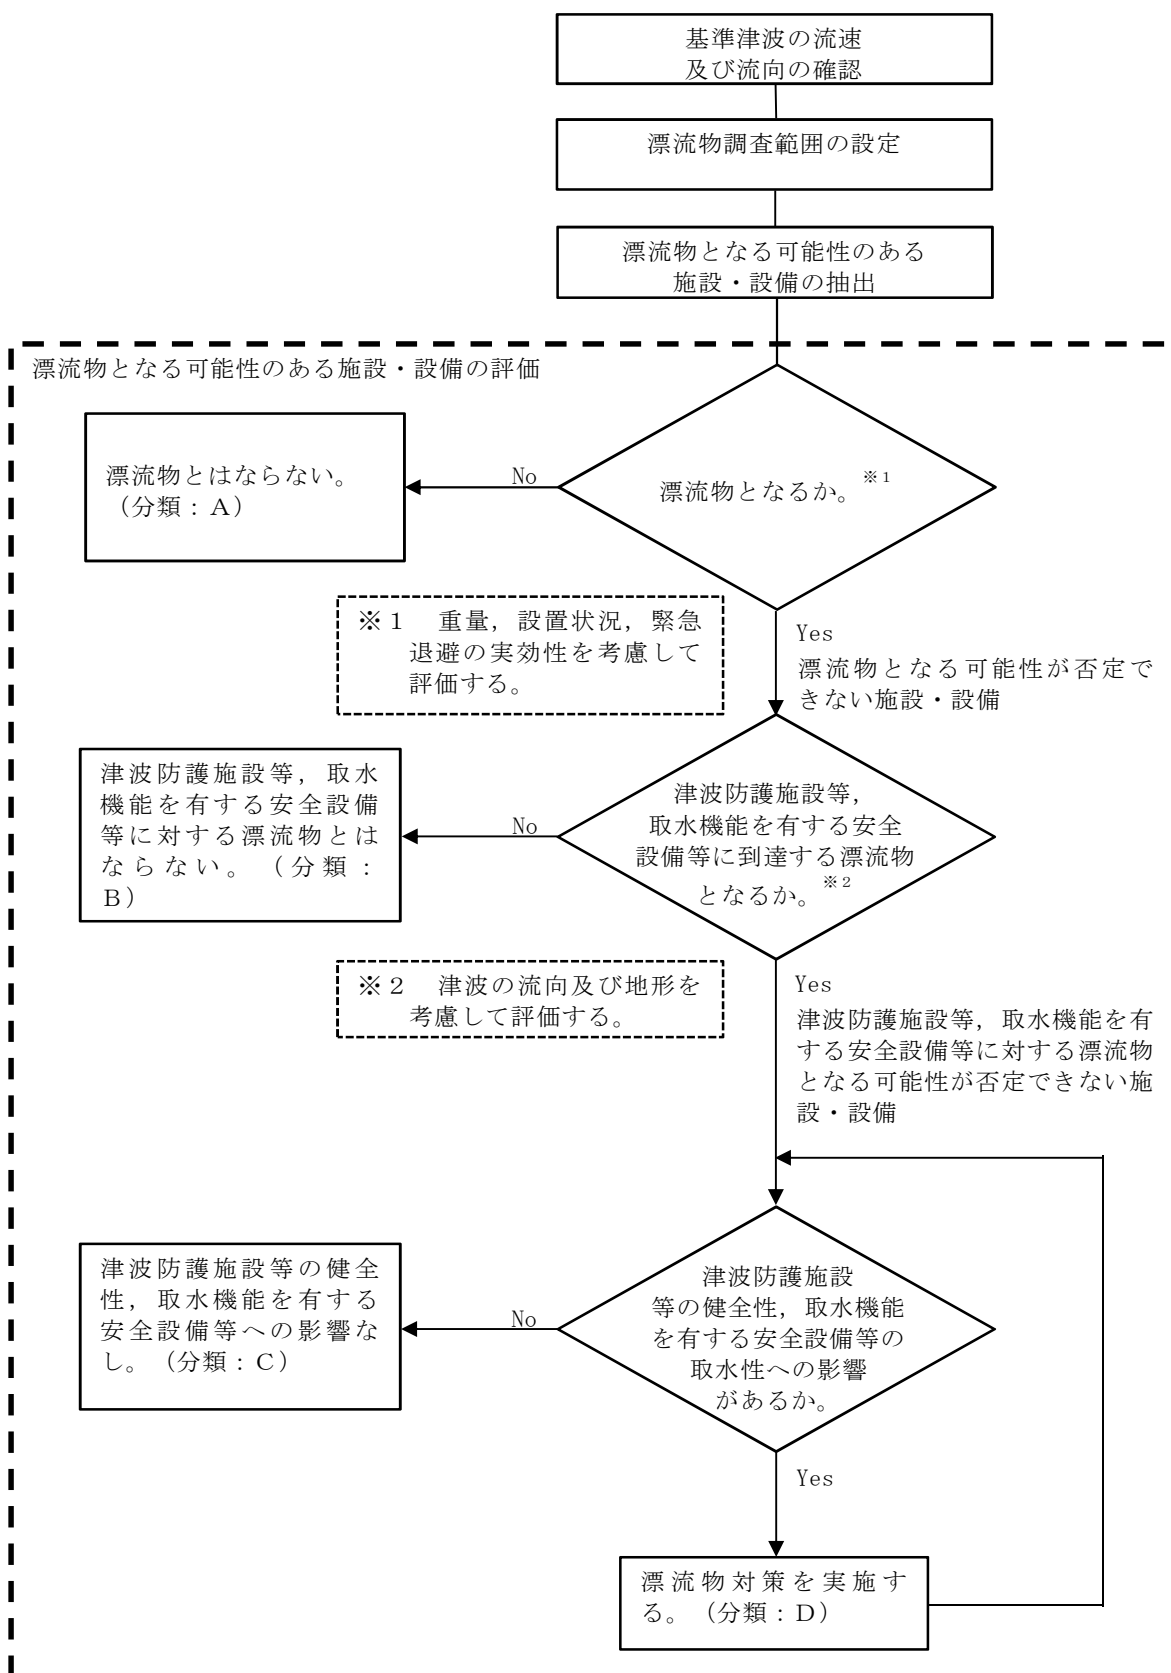 基準津波の流速
及び流向の確認
漂流物調査範囲の設定
漂流物となる可能性のある
施設・設備の抽出
漂流物となる可能性のある施設・設備の評価
漂流物とはならない。
（分類：Ａ）
No
漂流物となるか。※1
※１　重量，設置状況，緊急
退避の実効性を考慮して
評価する。
Yes
漂流物となる可能性が否定で
きない施設・設備
津波防護施設等，取水
機能を有する安全設備
等に対する漂流物とは
ならない。（分類：
Ｂ）
No
津波防護施設等，
取水機能を有する安全
設備等に到達する漂流物
となるか。※2
※２　津波の流向及び地形を
考慮して評価する。
Yes
津波防護施設等，取水機能を有
する安全設備等に対する漂流物
となる可能性が否定できない施
設・設備
津波防護施設等の健全
性，取水機能を有する
安全設備等への影響な
し。（分類：Ｃ）
No
津波防護施設
等の健全性，取水機能
を有する安全設備等の
取水性への影響
があるか。
Yes
漂流物対策を実施す
る。（分類：Ｄ）